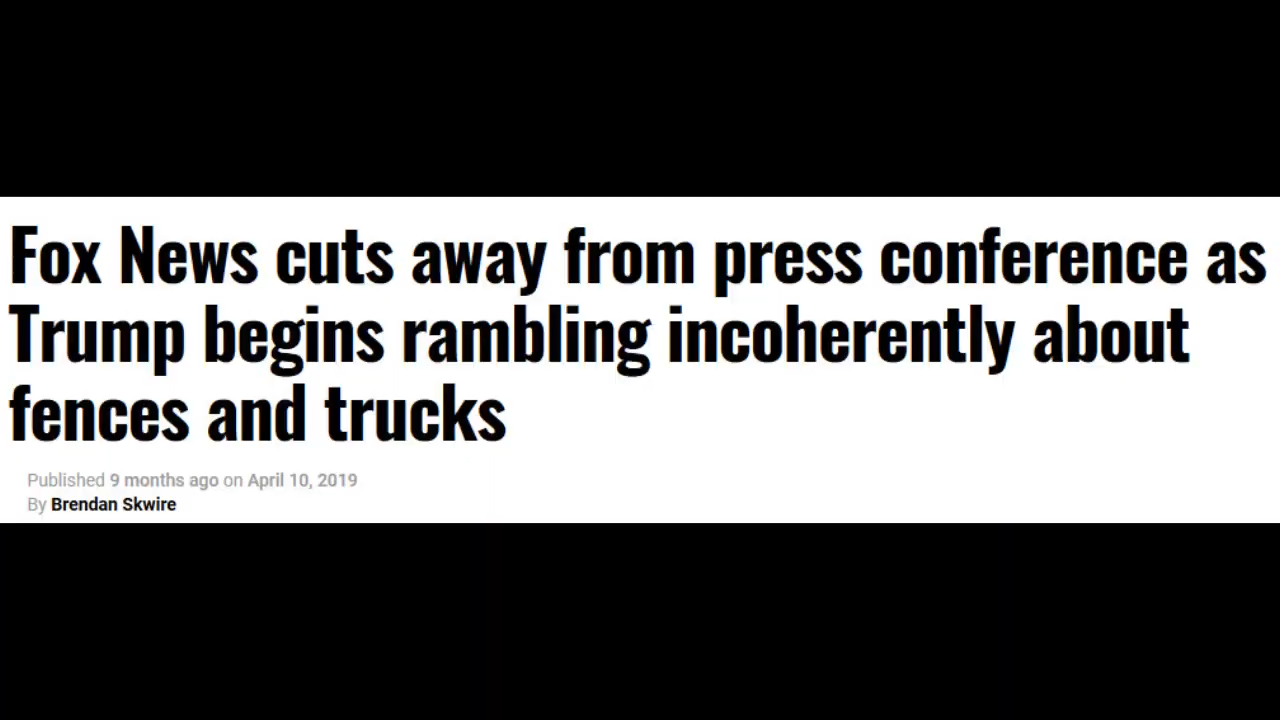 Fox News cuts away from press conference as
Trump begins rambling incoherently about
fences and trucks
Published 9 months ago on April 10, 2019
By Brendan Skwire